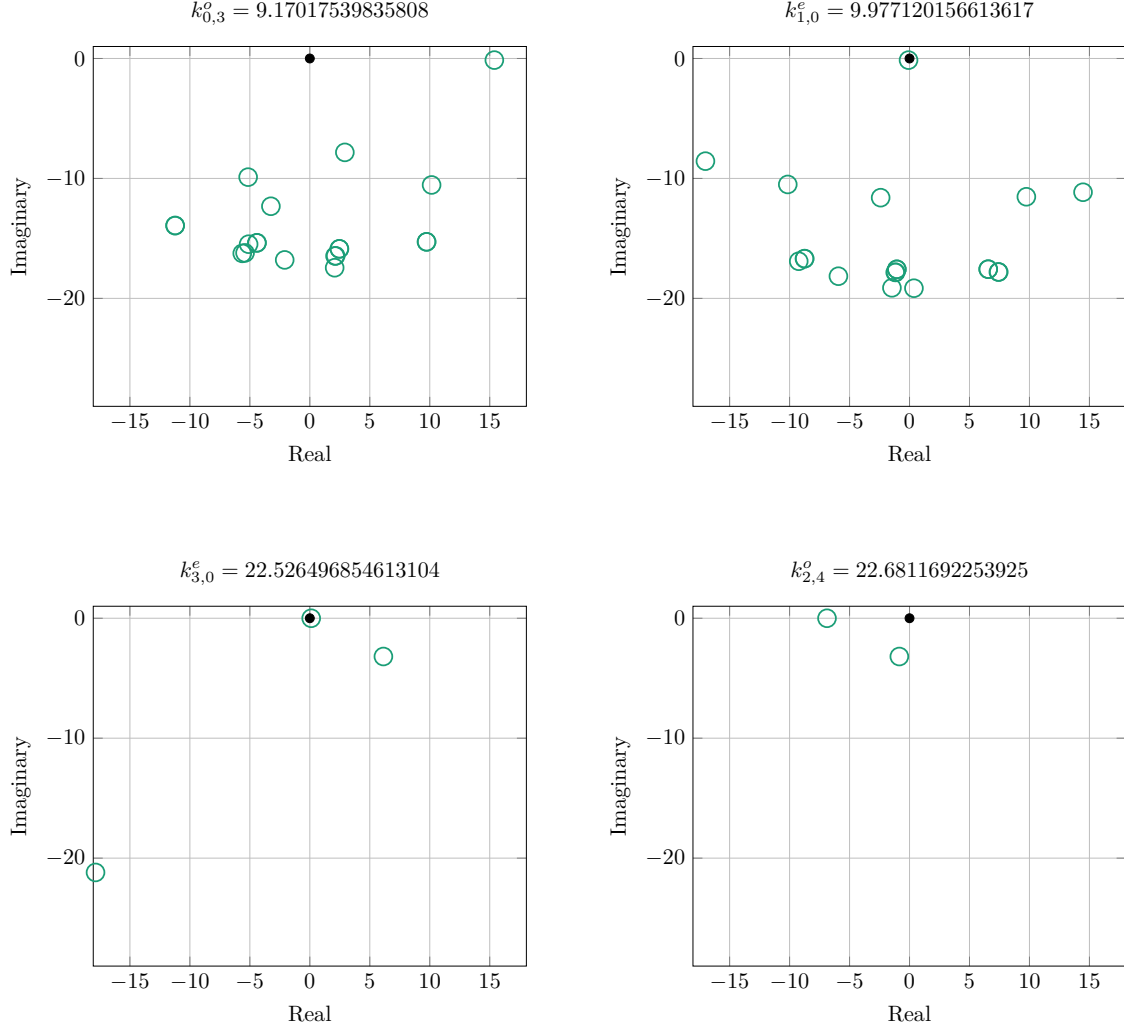 $k^o_{0,3} = 9.17017539835808$
0
−10
−20
−15 −10 −5 0 5 10 15
Real
Imaginary
$k^e_{1,0} = 9.977120156613617$
0
−10
−20
−15 −10 −5 0 5 10 15
Real
Imaginary
$k^e_{3,0} = 22.526496854613104$
0
−10
−20
−15 −10 −5 0 5 10 15
Real
Imaginary
$k^o_{2,4} = 22.6811692253925$
0
−10
−20
−15 −10 −5 0 5 10 15
Real
Imaginary